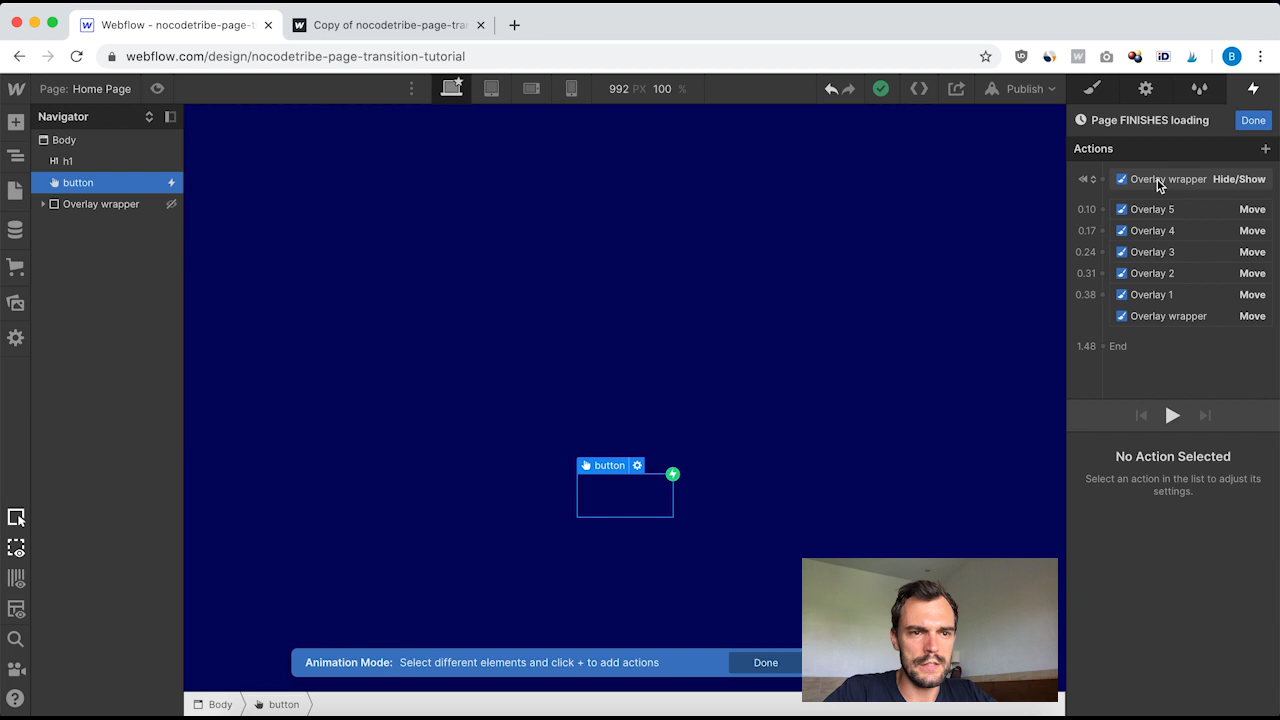 Webflow - nocodetribe-page-t
Copy of nocodetribe-page-tra
webflow.com/design/nocodetribe-page-transition-tutorial
B
Page: Home Page
992 PX 100 %
Publish
Navigator
Page FINISHES loading
Done
Body
Actions
H1 h1
button
Overlay wrapper Hide/Show
Overlay wrapper
0.10 Overlay 5 Move
0.17 Overlay 4 Move
0.24 Overlay 3 Move
0.31 Overlay 2 Move
0.38 Overlay 1 Move
Overlay wrapper Move
1.48 End
No Action Selected
Select an action in the list to adjust its
settings.
button
Animation Mode: Select different elements and click + to add actions
Done
Body
button